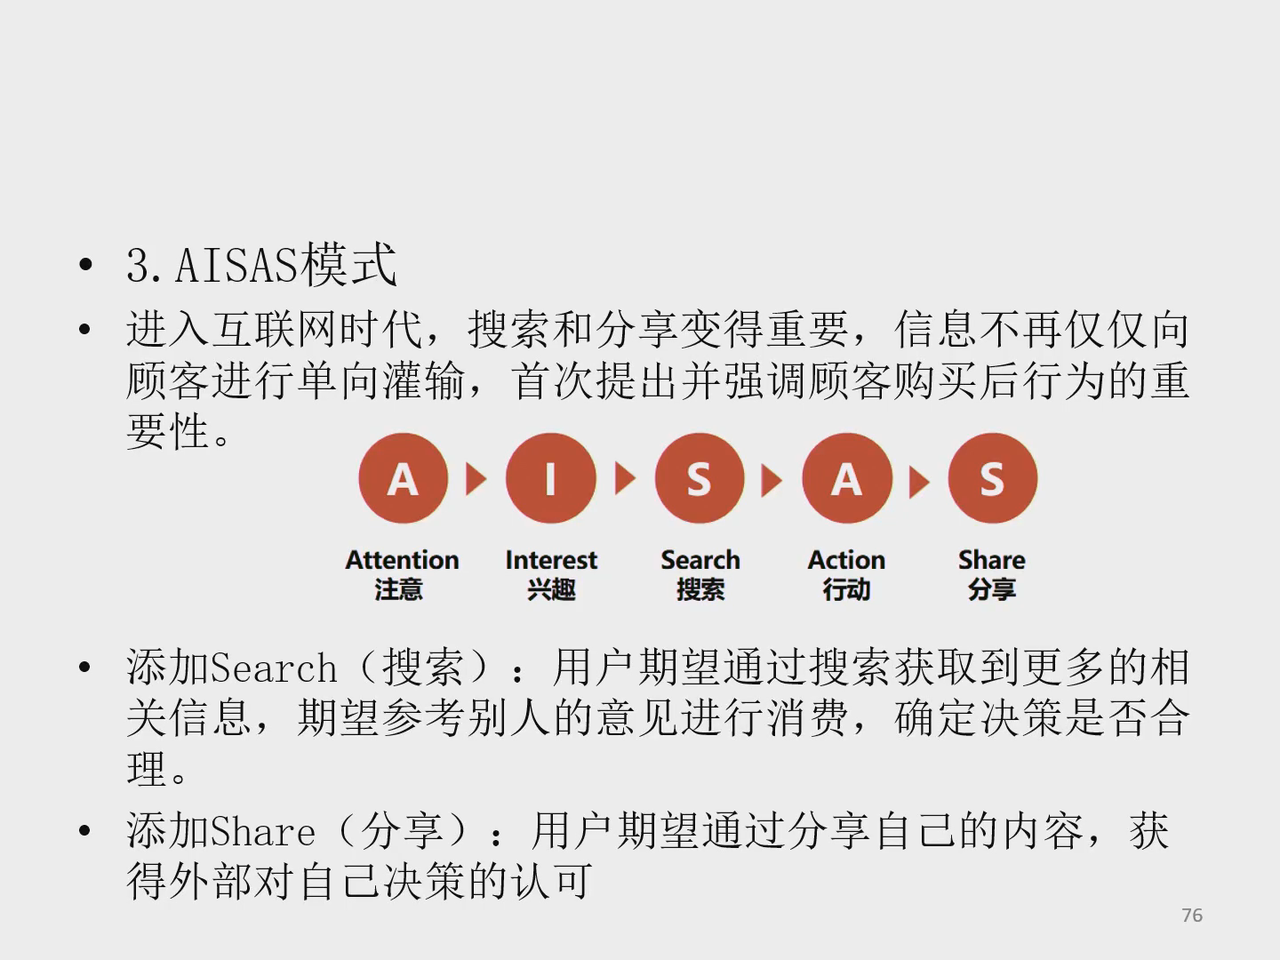 • 3.AISAS模式
• 进入互联网时代，搜索和分享变得重要，信息不再仅仅向
顾客进行单向灌输，首次提出并强调顾客购买后行为的重
要性。
A I S A S
Attention Interest Search Action Share
注意 兴趣 搜索 行动 分享
• 添加Search（搜索）：用户期望通过搜索获取到更多的相
关信息，期望参考别人的意见进行消费，确定决策是否合
理。
• 添加Share（分享）：用户期望通过分享自己的内容，获
得外部对自己决策的认可
76